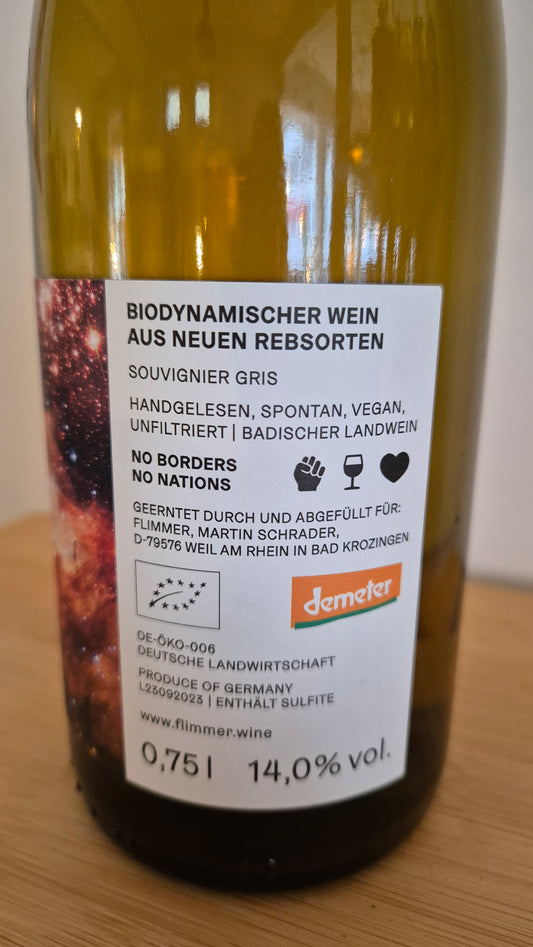 BIODYNAMISCHER WEIN
AUS NEUEN REBSORTEN
SOUVIGNIER GRIS
HANDGELESEN, SPONTAN, VEGAN,
UNFILTRIERT | BADISCHER LANDWEIN
NO BORDERS
NO NATIONS
GEERNTET DURCH UND ABGEFÜLLT FÜR:
FLIMMER, MARTIN SCHRADER,
D-79576 WEIL AM RHEIN IN BAD KROZINGEN
demeter
DE-ÖKO-006
DEUTSCHE LANDWIRTSCHAFT
PRODUCE OF GERMANY
L23092023 | ENTHÄLT SULFITE
www.flimmer.wine
0,75 l 14,0% vol.